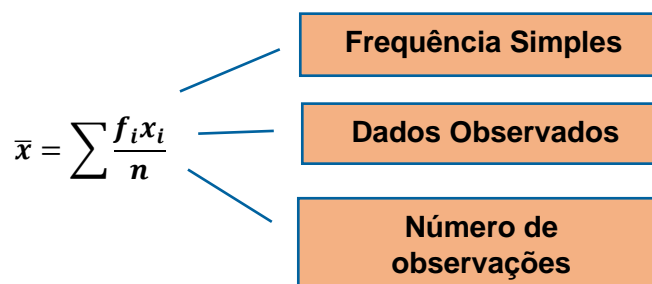 Frequência Simples
x̅ = ∑ fᵢxᵢ / n
Dados Observados
Número de
observações